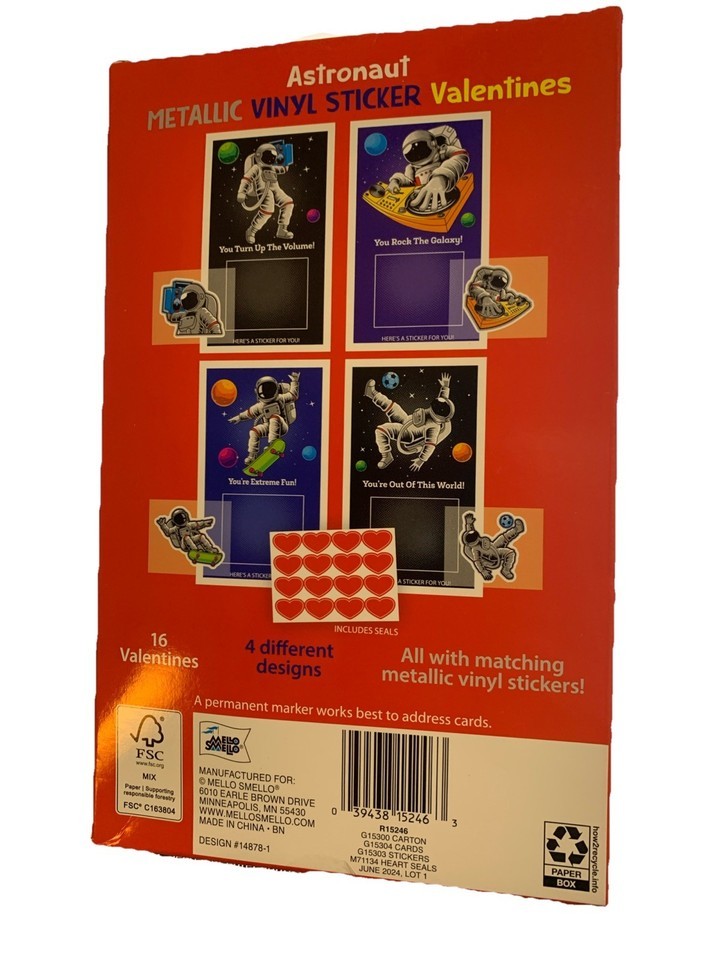 Astronaut
METALLIC VINYL STICKER Valentines
You Turn Up The Volume!
HERE'S A STICKER FOR YOU!
You Rock The Galaxy!
HERE'S A STICKER FOR YOU!
You're Extreme Fun!
HERE'S A STICKER
You're Out Of This World!
A STICKER FOR YOU!
INCLUDES SEALS
16
Valentines
4 different
designs
All with matching
metallic vinyl stickers!
A permanent marker works best to address cards.
FSC
www.fsc.org
MIX
Paper | Supporting
responsible forestry
FSC® C163804
MELLO
SMELLO®
MANUFACTURED FOR:
© MELLO SMELLO®
6010 EARLE BROWN DRIVE
MINNEAPOLIS, MN 55430
WWW.MELLOSMELLO.COM
MADE IN CHINA • BN
DESIGN #14878-1
0 39438 15246 3
R15246
G15300 CARTON
G15304 CARDS
G15303 STICKERS
M71134 HEART SEALS
JUNE 2024, LOT 1
PAPER
BOX
how2recycle.info